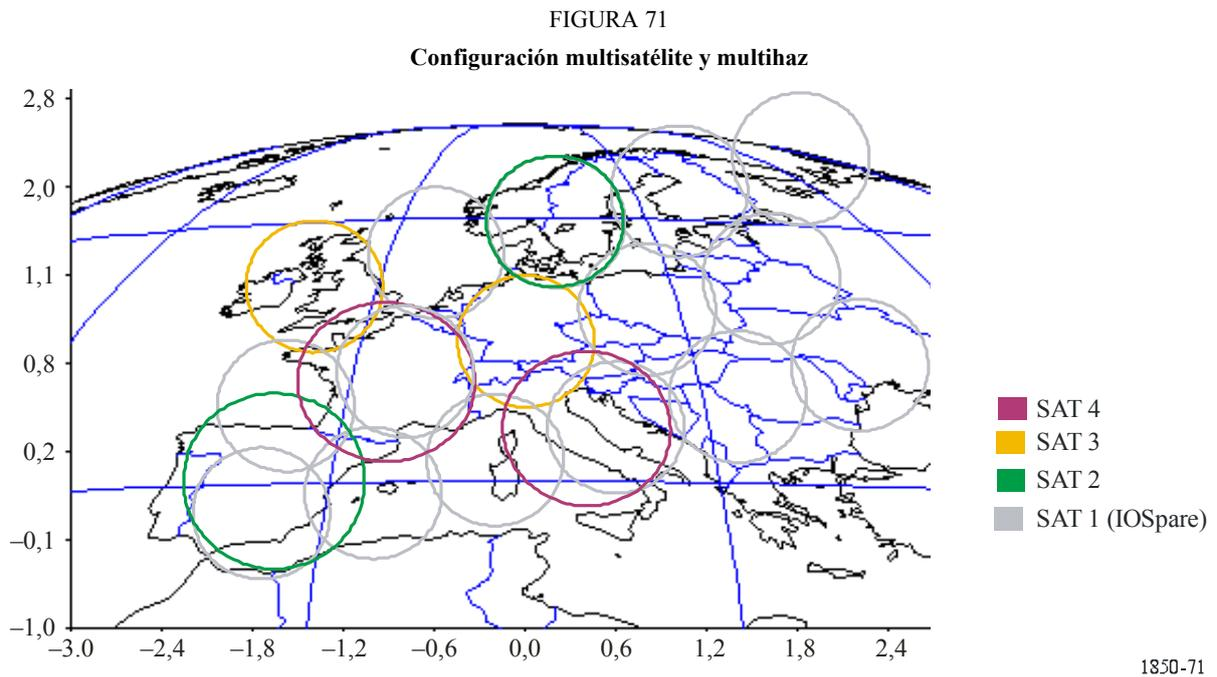 FIGURA 71
Configuración multisatélite y multihaz
2,8
2,0
1,1
0,8
0,2
–0,1
–1,0
–3.0 –2,4 –1,8 –1,2 –0,6 0,0 0,6 1,2 1,8 2,4
SAT 4
SAT 3
SAT 2
SAT 1 (IOSpare)
1850-71